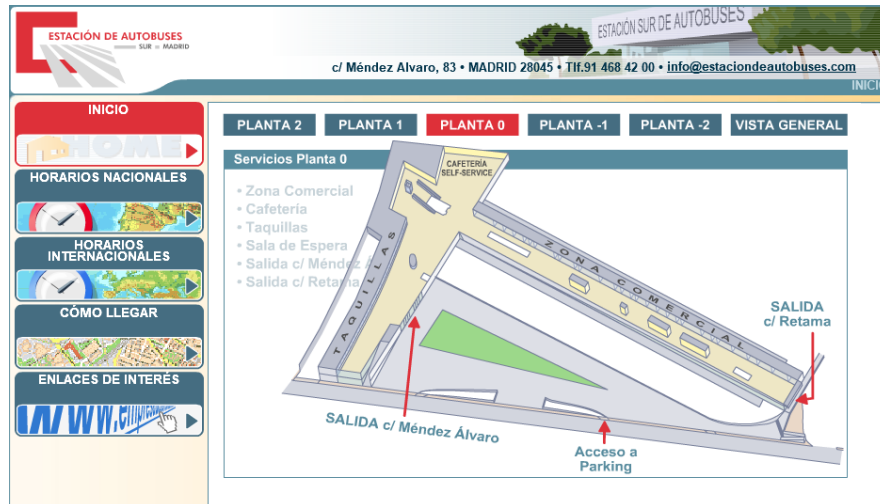 ESTACIÓN DE AUTOBUSES
SUR MADRID
ESTACIÓN SUR DE AUTOBUSES
c/ Méndez Alvaro, 83 • MADRID 28045 • Tlf.91 468 42 00 • info@estaciondeautobuses.com
INICIO
INICIO
HOME
HORARIOS NACIONALES
HORARIOS
INTERNACIONALES
CÓMO LLEGAR
ENLACES DE INTERÉS
WWW.empresa
PLANTA 2
PLANTA 1
PLANTA 0
PLANTA -1
PLANTA -2
VISTA GENERAL
Servicios Planta 0
• Zona Comercial
• Cafetería
• Taquillas
• Sala de Espera
• Salida c/ Méndez Á
• Salida c/ Retama
CAFETERÍA
SELF-SERVICE
TAQUILLAS
ZONA COMERCIAL
SALIDA
c/ Retama
SALIDA c/ Méndez Álvaro
Acceso a
Parking